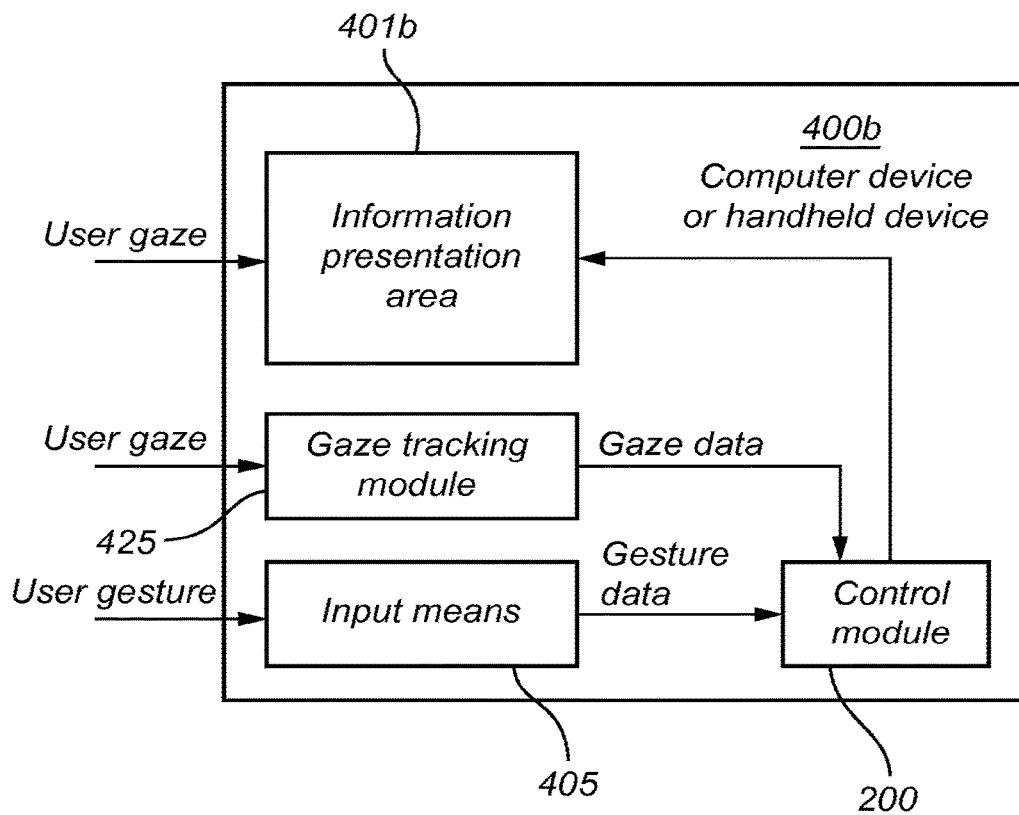 401b
400b
Computer device
or handheld device
Information
presentation
area
User gaze
User gaze
Gaze tracking
module
Gaze data
425
User gesture
Input means
Gesture
data
Control
module
405
200